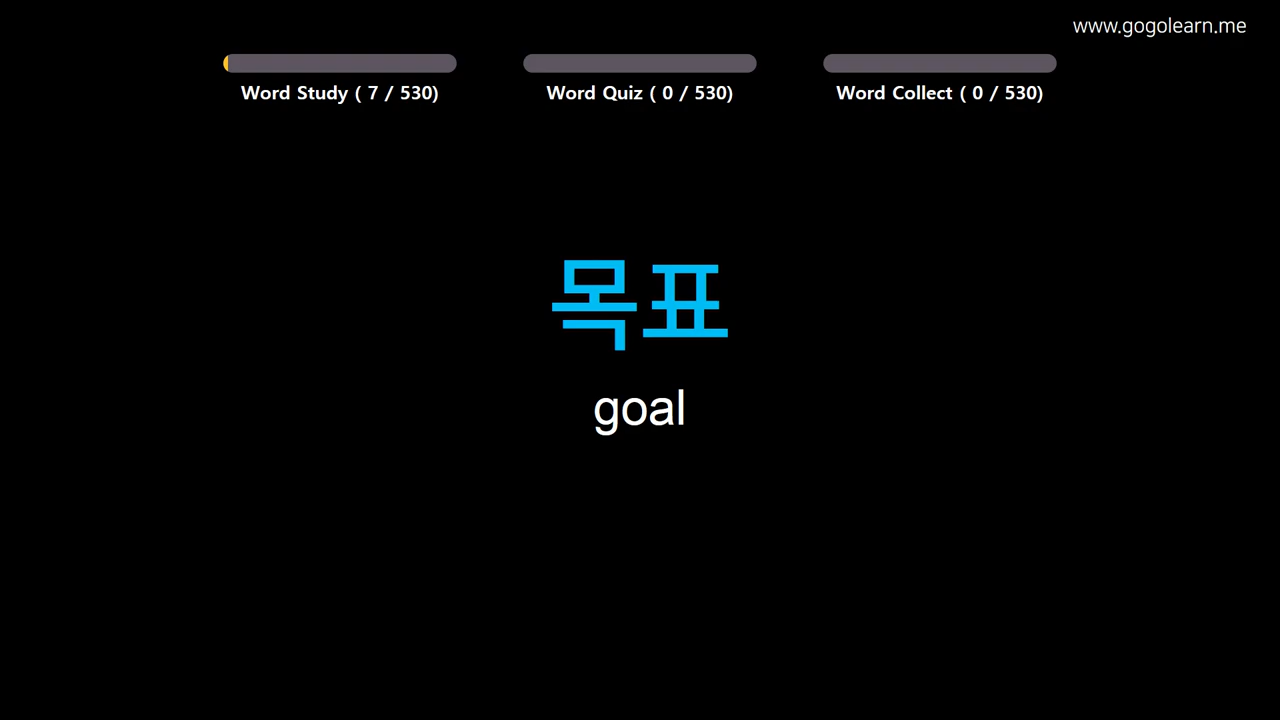 www.gogolearn.me
Word Study ( 7 / 530)
Word Quiz ( 0 / 530)
Word Collect ( 0 / 530)
목표
goal